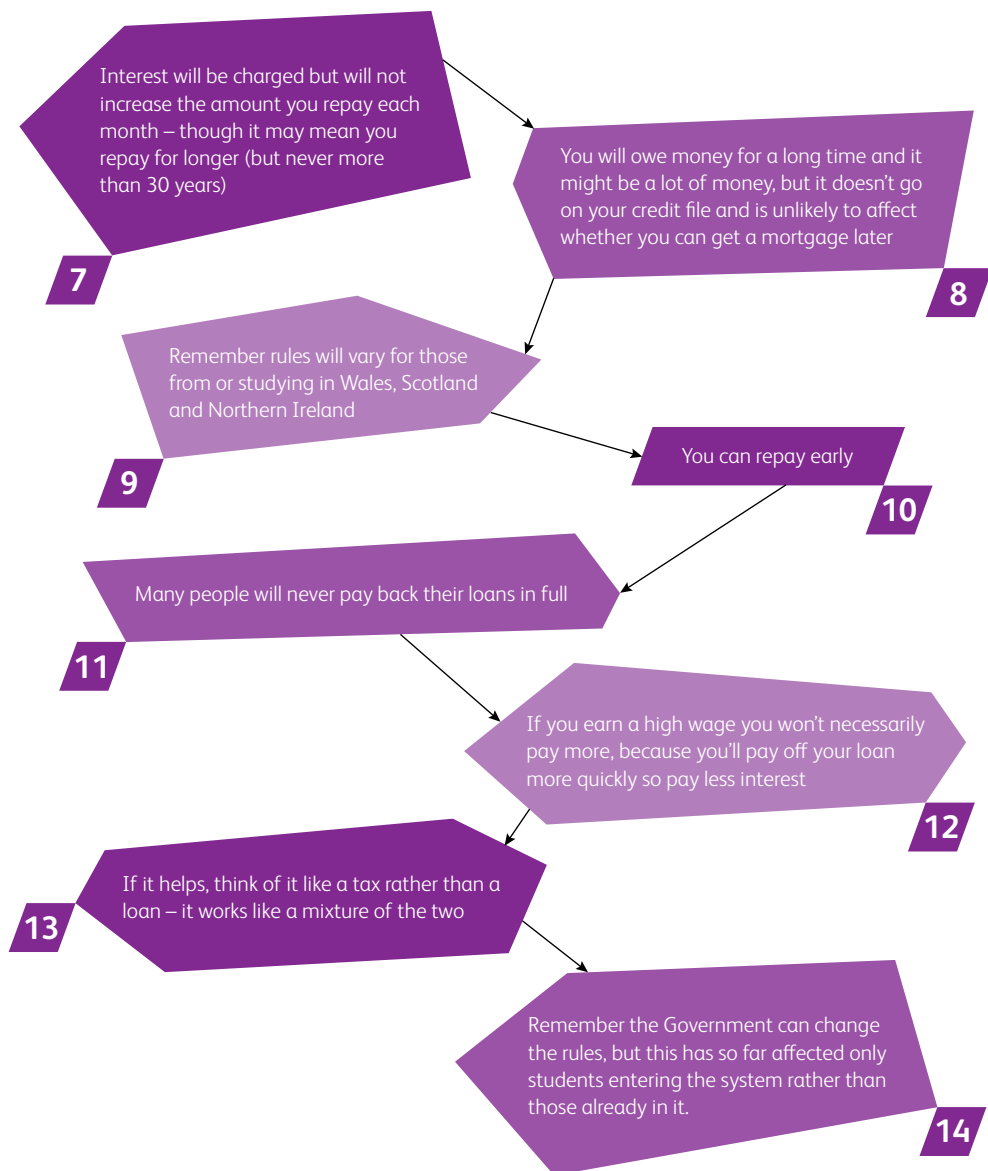 Interest will be charged but will not
increase the amount you repay each
month – though it may mean you
repay for longer (but never more
than 30 years)
7
You will owe money for a long time and it
might be a lot of money, but it doesn’t go
on your credit file and is unlikely to affect
whether you can get a mortgage later
8
Remember rules will vary for those
from or studying in Wales, Scotland
and Northern Ireland
9
You can repay early
10
Many people will never pay back their loans in full
11
If you earn a high wage you won’t necessarily
pay more, because you’ll pay off your loan
more quickly so pay less interest
12
If it helps, think of it like a tax rather than a
loan – it works like a mixture of the two
13
Remember the Government can change
the rules, but this has so far affected only
students entering the system rather than
those already in it.
14